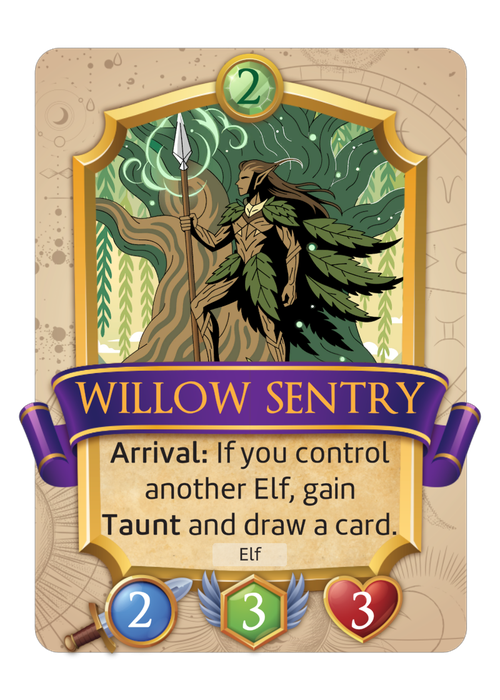 2
WILLOW SENTRY
Arrival: If you control
another Elf, gain
Taunt and draw a card.
Elf
2 3 3